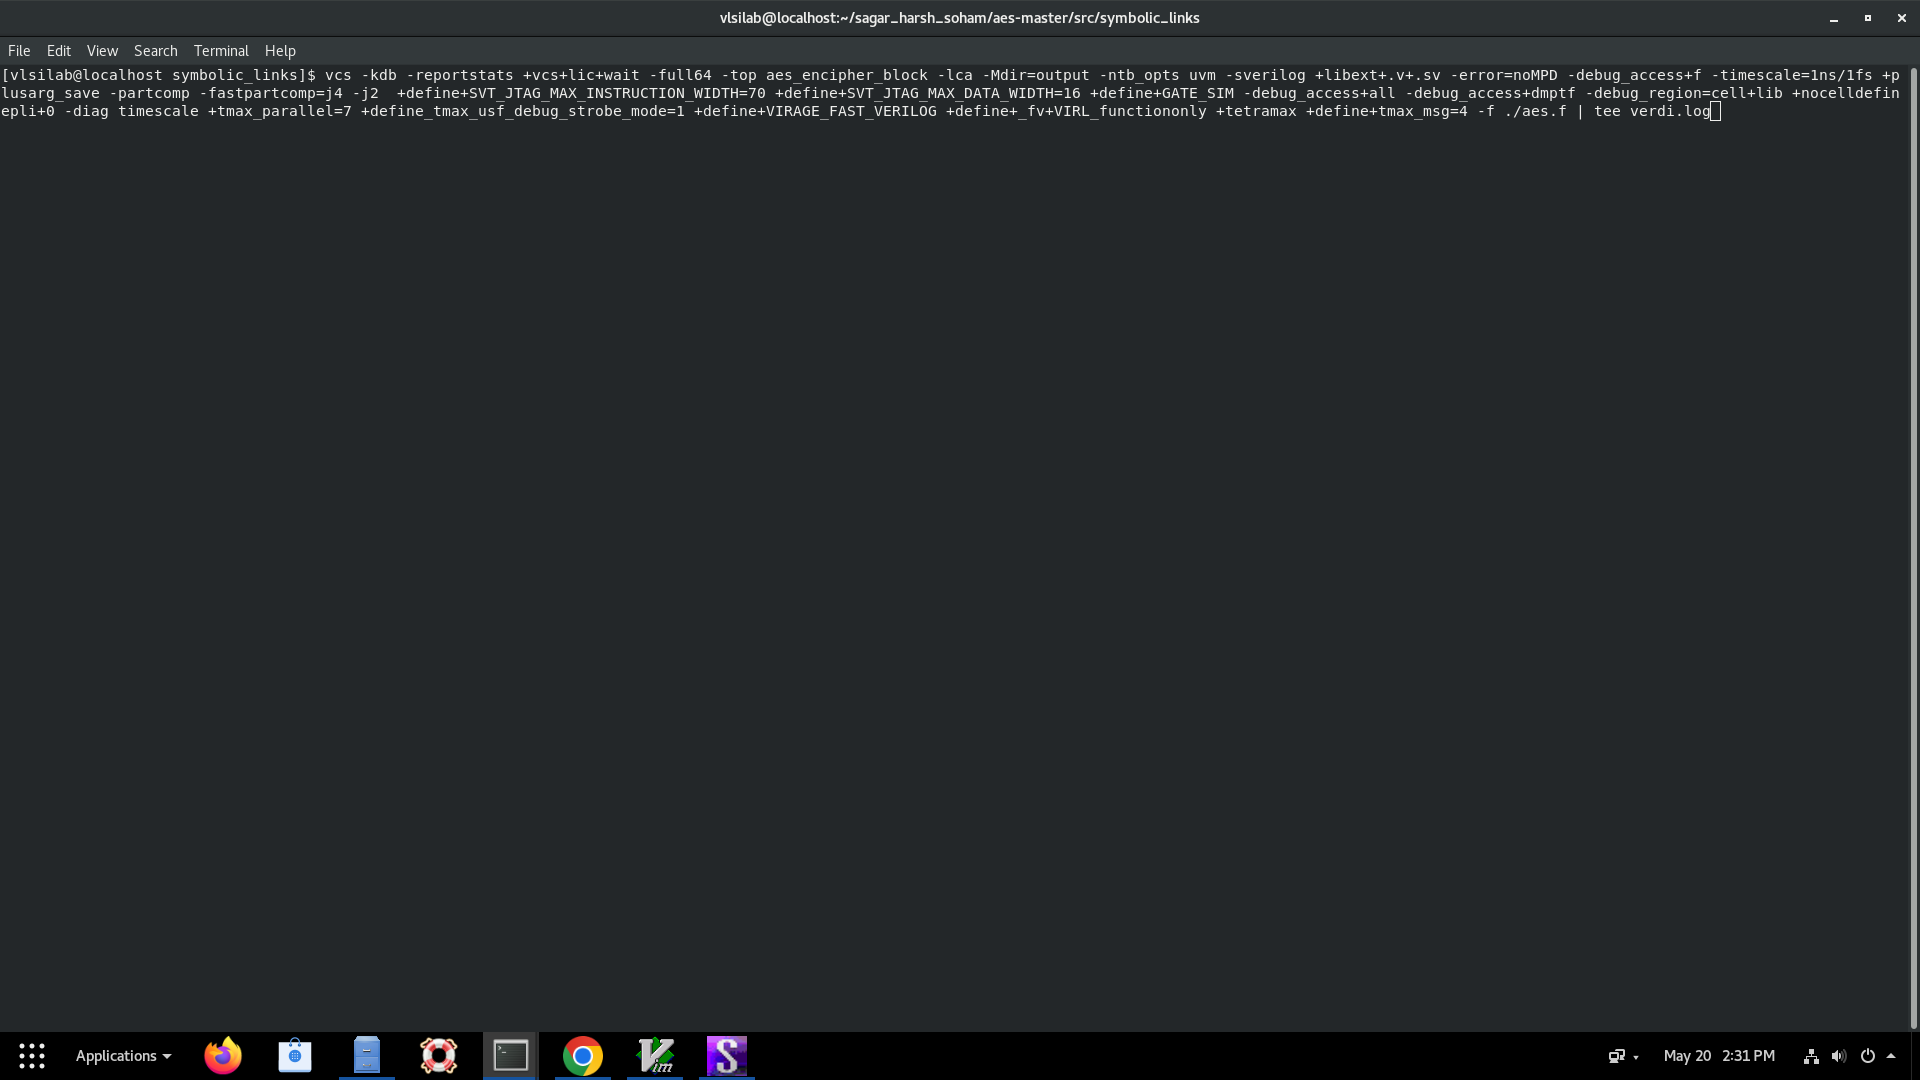 vlsilab@localhost:~/sagar_harsh_soham/aes-master/src/symbolic_links
File Edit View Search Terminal Help
[vlsilab@localhost symbolic_links]$ vcs -kdb -reportstats +vcs+lic+wait -full64 -top aes_encipher_block -lca -Mdir=output -ntb_opts uvm -sverilog +libext+.v+.sv -error=noMPD -debug_access+f -timescale=1ns/1fs +p
lusarg_save -partcomp -fastpartcomp=j4 -j2  +define+SVT_JTAG_MAX_INSTRUCTION_WIDTH=70 +define+SVT_JTAG_MAX_DATA_WIDTH=16 +define+GATE_SIM -debug_access+all -debug_access+dmptf -debug_region=cell+lib +nocelldefin
epli+0 -diag timescale +tmax_parallel=7 +define_tmax_usf_debug_strobe_mode=1 +define+VIRAGE_FAST_VERILOG +define+_fv+VIRL_functiononly +tetramax +define+tmax_msg=4 -f ./aes.f | tee verdi.log
Applications
Vim
S
May 20 2:31 PM